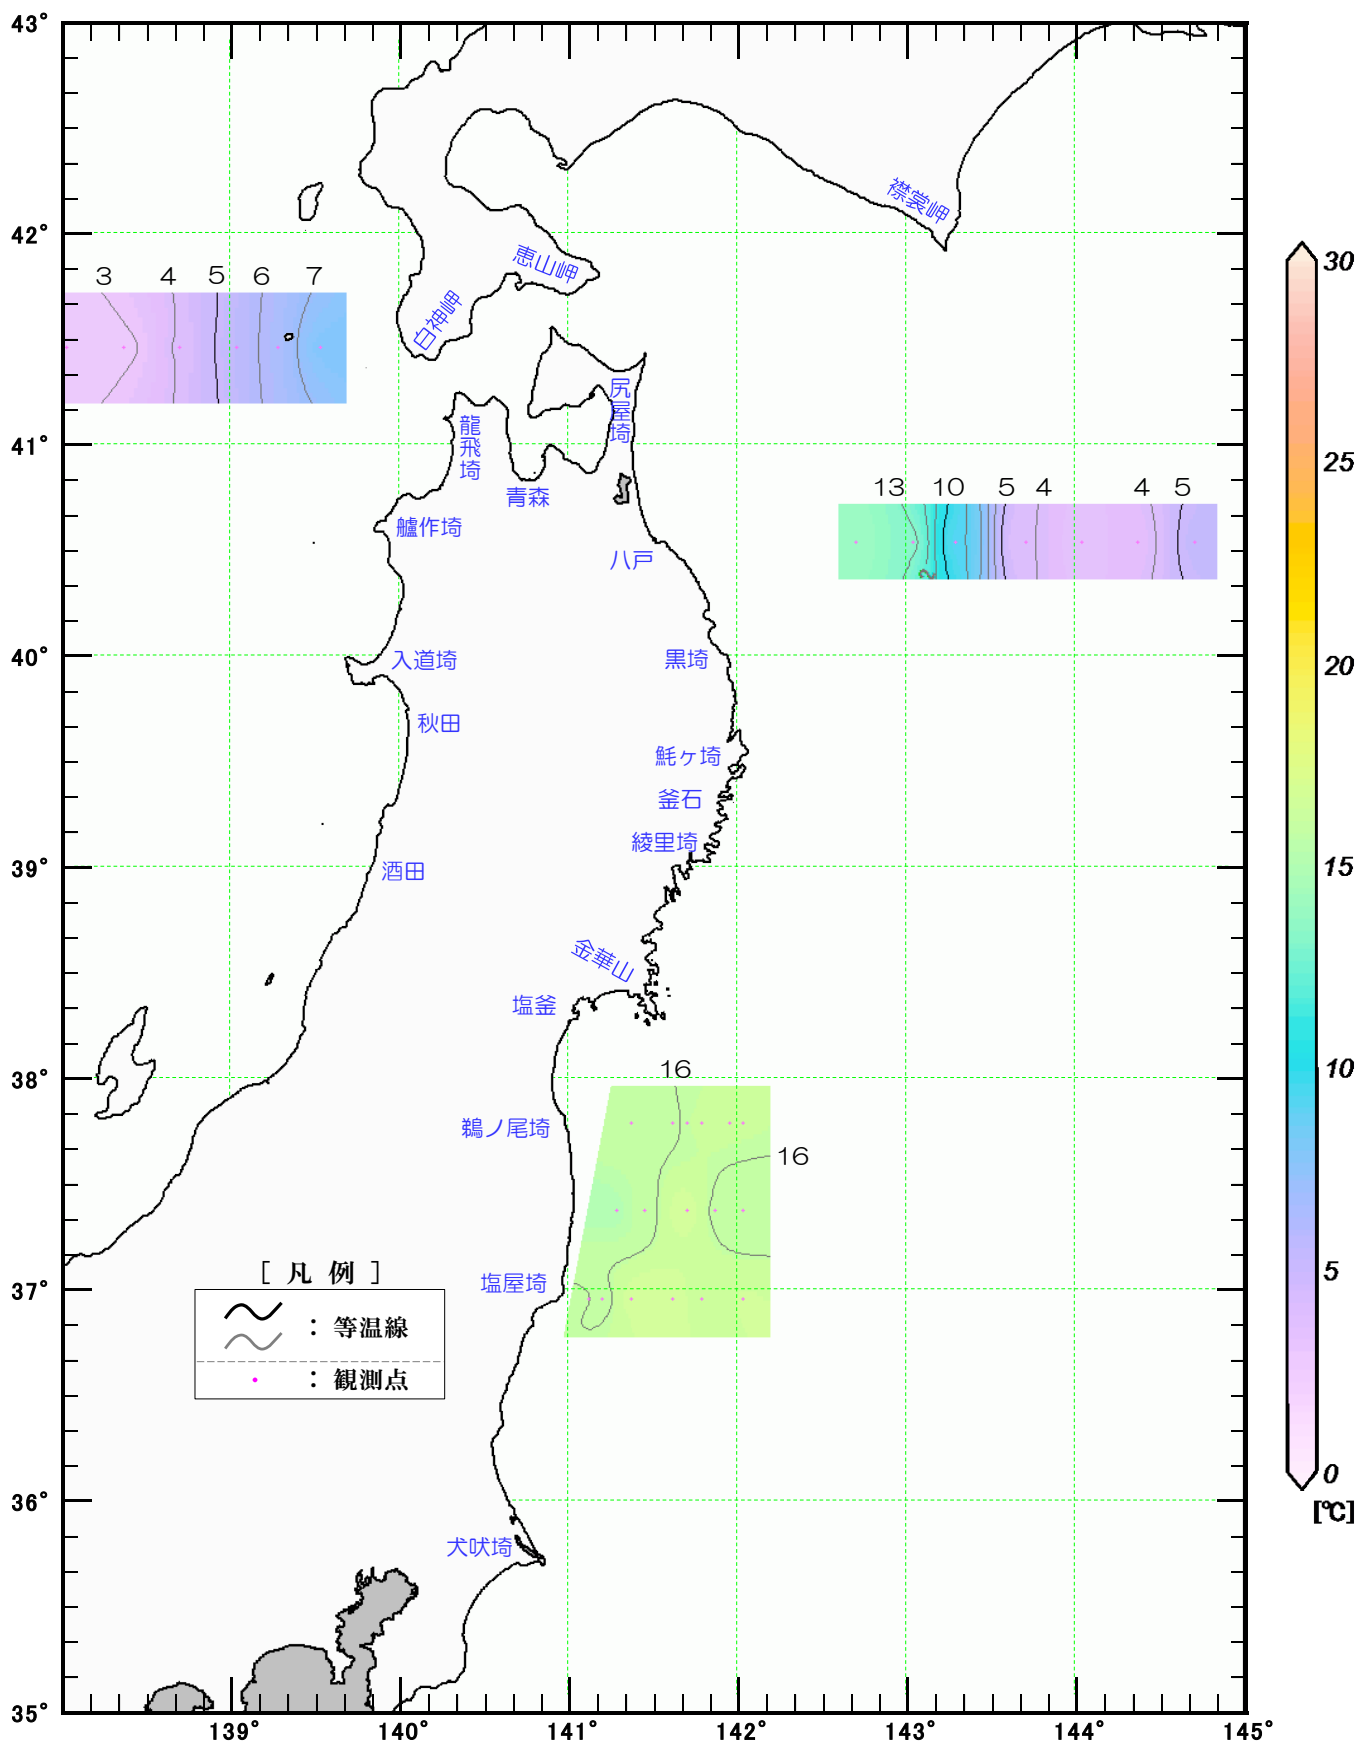 43°
42°
41°
40°
39°
38°
37°
36°
35°
139°
140°
141°
142°
143°
144°
145°
襟裳岬
恵山岬
白神岬
3 4 5 6 7
尻屋埼
龍飛埼
青森
艫作埼
八戸
13 10 5 4 4 5
2
入道埼
黒埼
秋田
魹ヶ埼
釜石
綾里埼
酒田
金華山
塩釜
16
鵜ノ尾埼
16
塩屋埼
[ 凡 例 ]
：等温線
：観測点
犬吠埼
30
25
20
15
10
5
0
[℃]